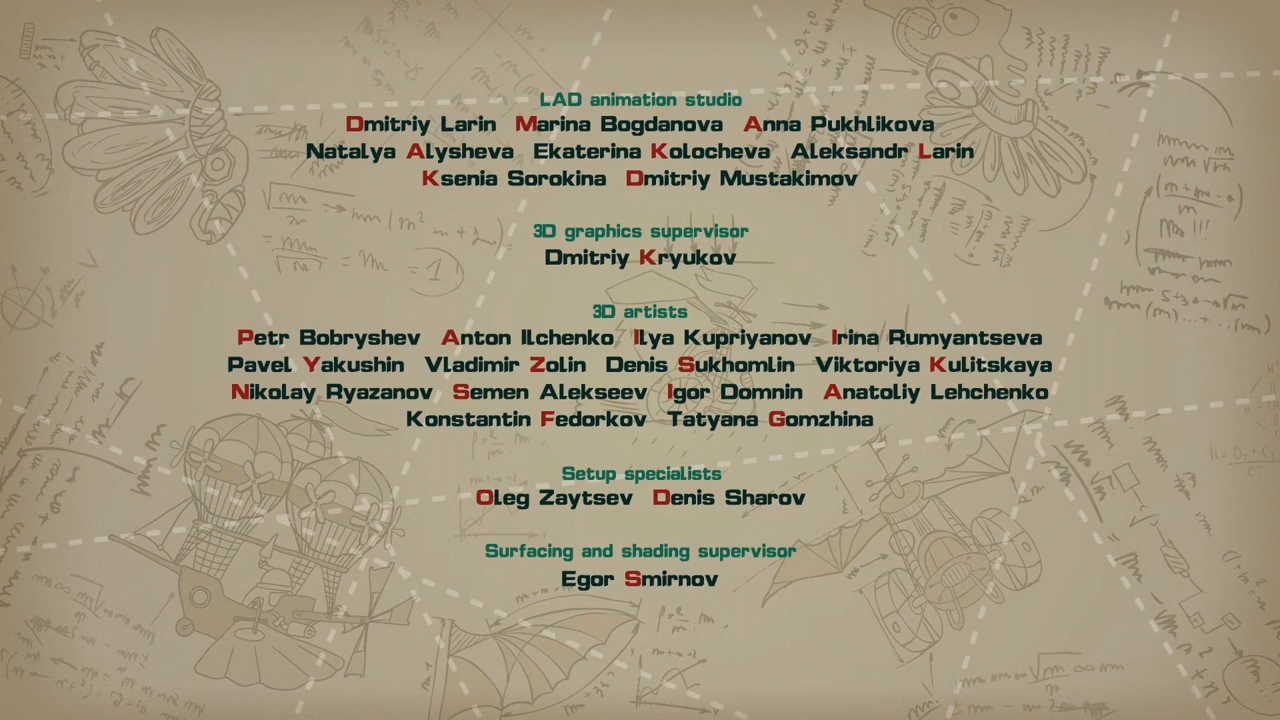 LAD animation studio
Dmitriy Larin Marina Bogdanova Anna Pukhlikova
Natalya Alysheva Ekaterina Kolocheva Aleksandr Larin
Ksenia Sorokina Dmitriy Mustakimov
3D graphics supervisor
Dmitriy Kryukov
3D artists
Petr Bobryshev Anton Ilchenko Ilya Kupriyanov Irina Rumyantseva
Pavel Yakushin Vladimir Zolin Denis Sukhomlin Viktoriya Kulitskaya
Nikolay Ryazanov Semen Alekseev Igor Domnin Anatoliy Lehchenko
Konstantin Fedorkov Tatyana Gomzhina
Setup specialists
Oleg Zaytsev Denis Sharov
Surfacing and shading supervisor
Egor Smirnov